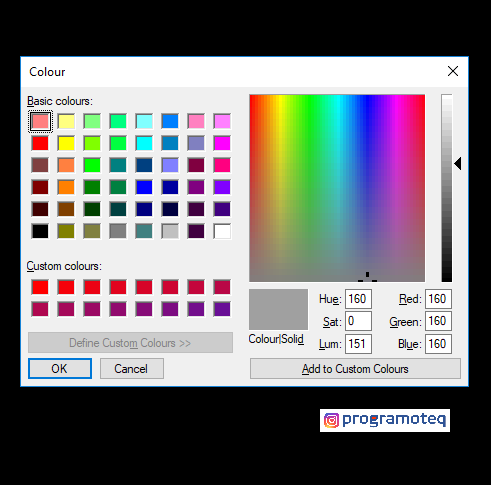 Colour
Basic colours:
Custom colours:
Define Custom Colours >>
OK
Cancel
Hue: 160
Sat: 0
Lum: 151
Red: 160
Green: 160
Blue: 160
Colour|Solid
Add to Custom Colours
programoteq